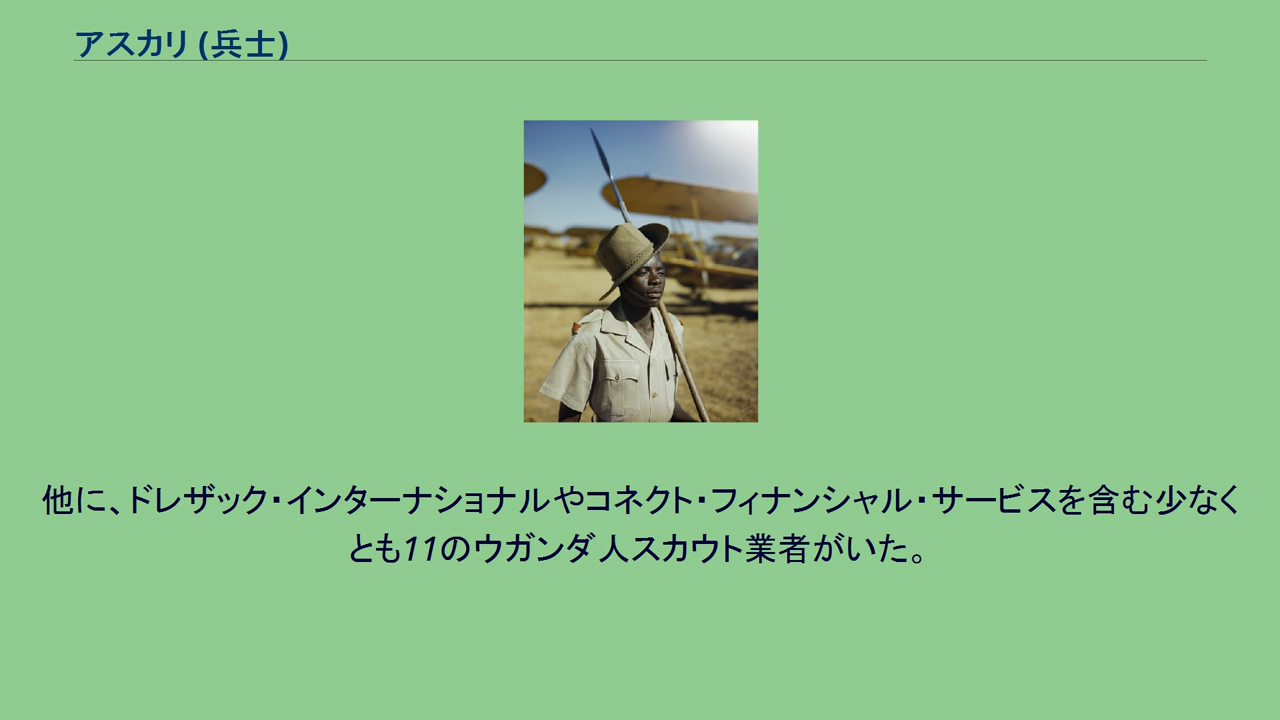 アスカリ (兵士)
他に、ドレザック・インターナショナルやコネクト・フィナンシャル・サービスを含む少なく
とも11のウガンダ人スカウト業者がいた。